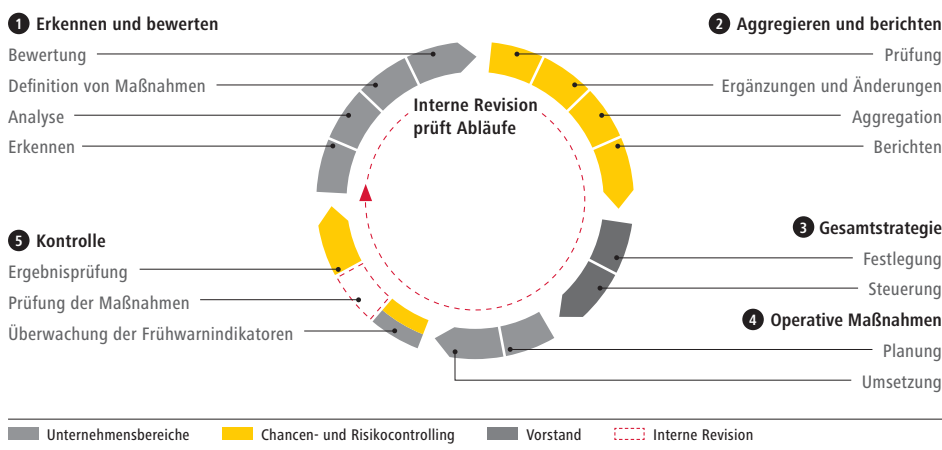 1 Erkennen und bewerten
Bewertung
Definition von Maßnahmen
Analyse
Erkennen
2 Aggregieren und berichten
Prüfung
Ergänzungen und Änderungen
Aggregation
Berichten
Interne Revision
prüft Abläufe
3 Gesamtstrategie
Festlegung
Steuerung
4 Operative Maßnahmen
Planung
Umsetzung
5 Kontrolle
Ergebnisprüfung
Prüfung der Maßnahmen
Überwachung der Frühwarnindikatoren
Unternehmensbereiche
Chancen- und Risikocontrolling
Vorstand
Interne Revision